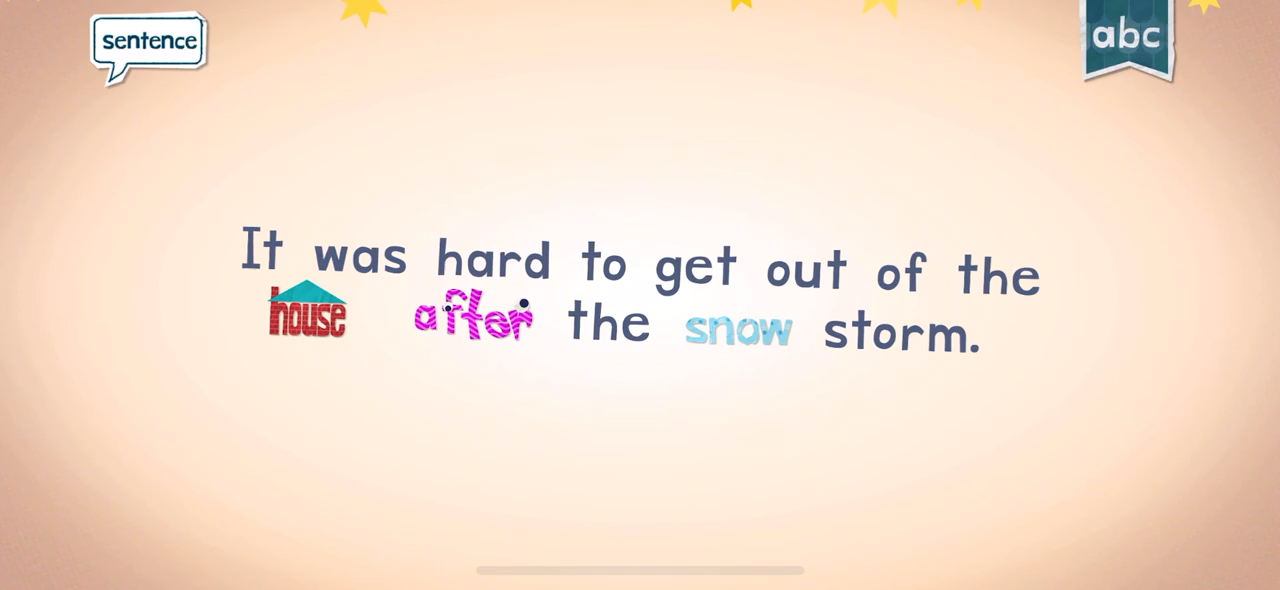 sentence
abc
It was hard to get out of the
house after the snow storm.